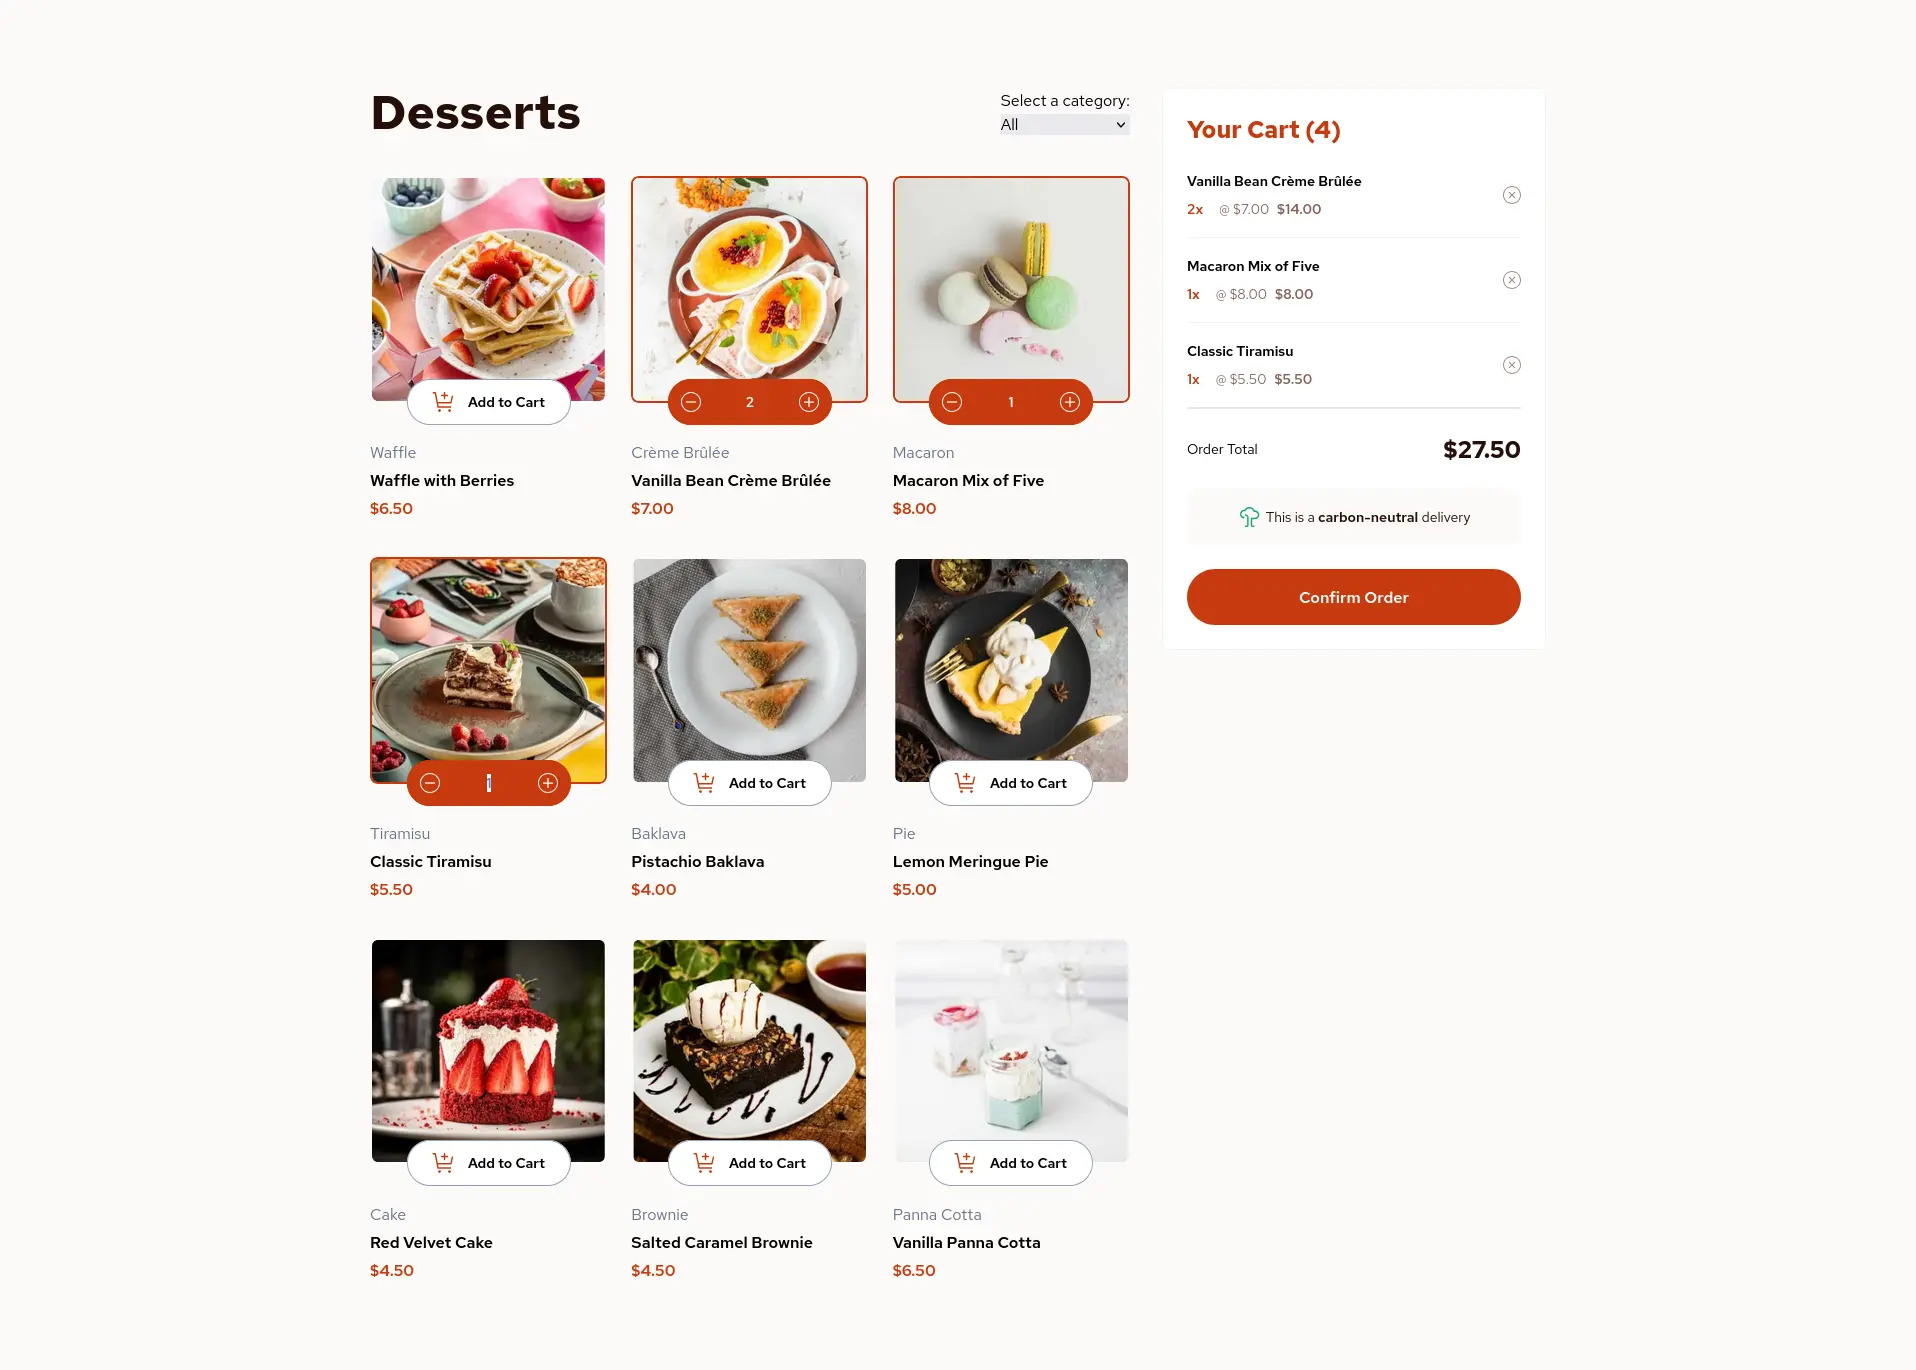 Desserts
Select a category:
All
Add to Cart
Waffle
Waffle with Berries
$6.50
2
Crème Brûlée
Vanilla Bean Crème Brûlée
$7.00
1
Macaron
Macaron Mix of Five
$8.00
1
Tiramisu
Classic Tiramisu
$5.50
Add to Cart
Baklava
Pistachio Baklava
$4.00
Add to Cart
Pie
Lemon Meringue Pie
$5.00
Add to Cart
Cake
Red Velvet Cake
$4.50
Add to Cart
Brownie
Salted Caramel Brownie
$4.50
Add to Cart
Panna Cotta
Vanilla Panna Cotta
$6.50
Your Cart (4)
Vanilla Bean Crème Brûlée
2x @ $7.00 $14.00
Macaron Mix of Five
1x @ $8.00 $8.00
Classic Tiramisu
1x @ $5.50 $5.50
Order Total $27.50
This is a carbon-neutral delivery
Confirm Order